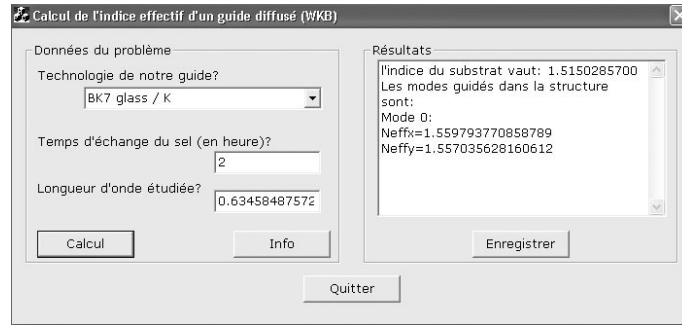 Calcul de l'indice effectif d'un guide diffusé (WKB)
Données du problème
Technologie de notre guide?
BK7 glass / K
Temps d'échange du sel (en heure)?
2
Longueur d'onde étudiée?
0.63458487572
Calcul
Info
Résultats
l'indice du substrat vaut: 1.5150285700
Les modes guidés dans la structure
sont:
Mode 0:
Neffx=1.559793770858789
Neffy=1.557035628160612
Enregistrer
Quitter